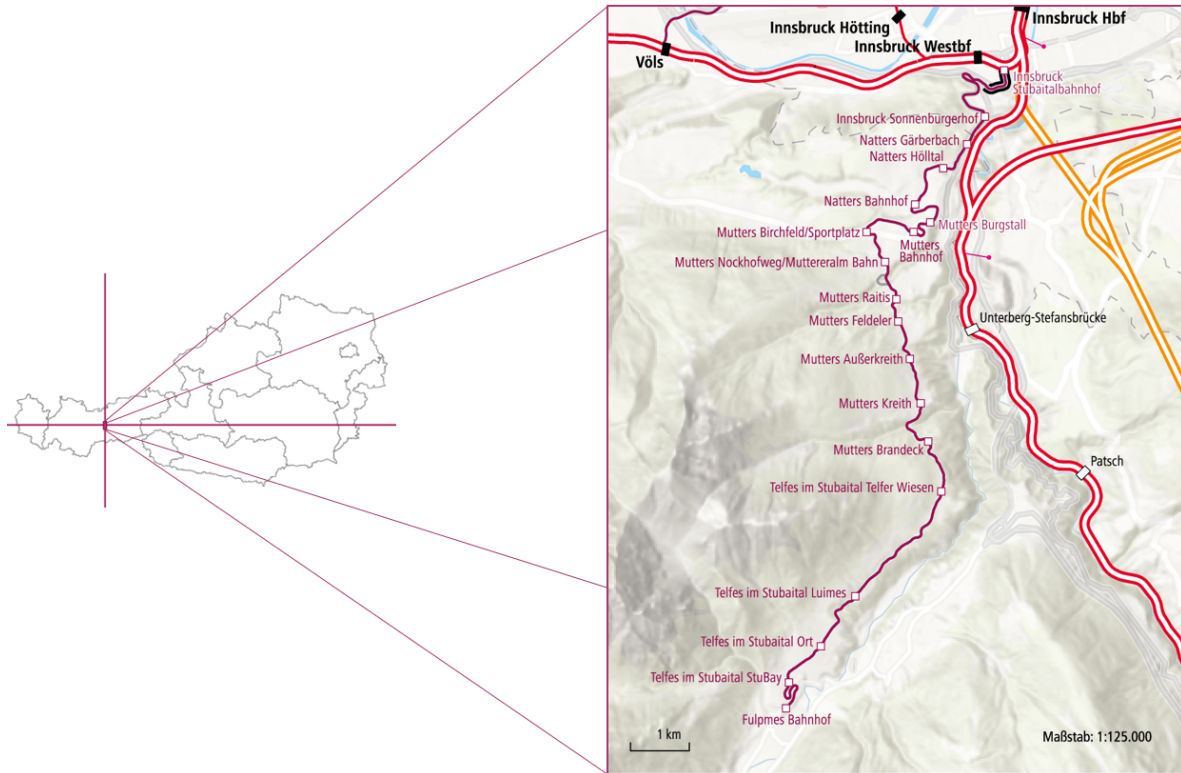 Innsbruck Hbf
Innsbruck Hötting
Innsbruck Westbf
Völs
Innsbruck
Stubaitalbahnhof
Innsbruck Sonnenburgerhof
Natters Gärberbach
Natters Hölltal
Natters Bahnhof
Mutters Burgstall
Mutters Birchfeld/Sportplatz
Mutters
Bahnhof
Mutters Nockhofweg/Muttereralm Bahn
Mutters Raitis
Mutters Feldeler
Unterberg-Stefansbrücke
Mutters Außerkreith
Mutters Kreith
Mutters Brandeck
Patsch
Telfes im Stubaital Telfer Wiesen
Telfes im Stubaital Luimes
Telfes im Stubaital Ort
Telfes im Stubaital StuBay
Fulpmes Bahnhof
1 km
Maßstab: 1:125.000